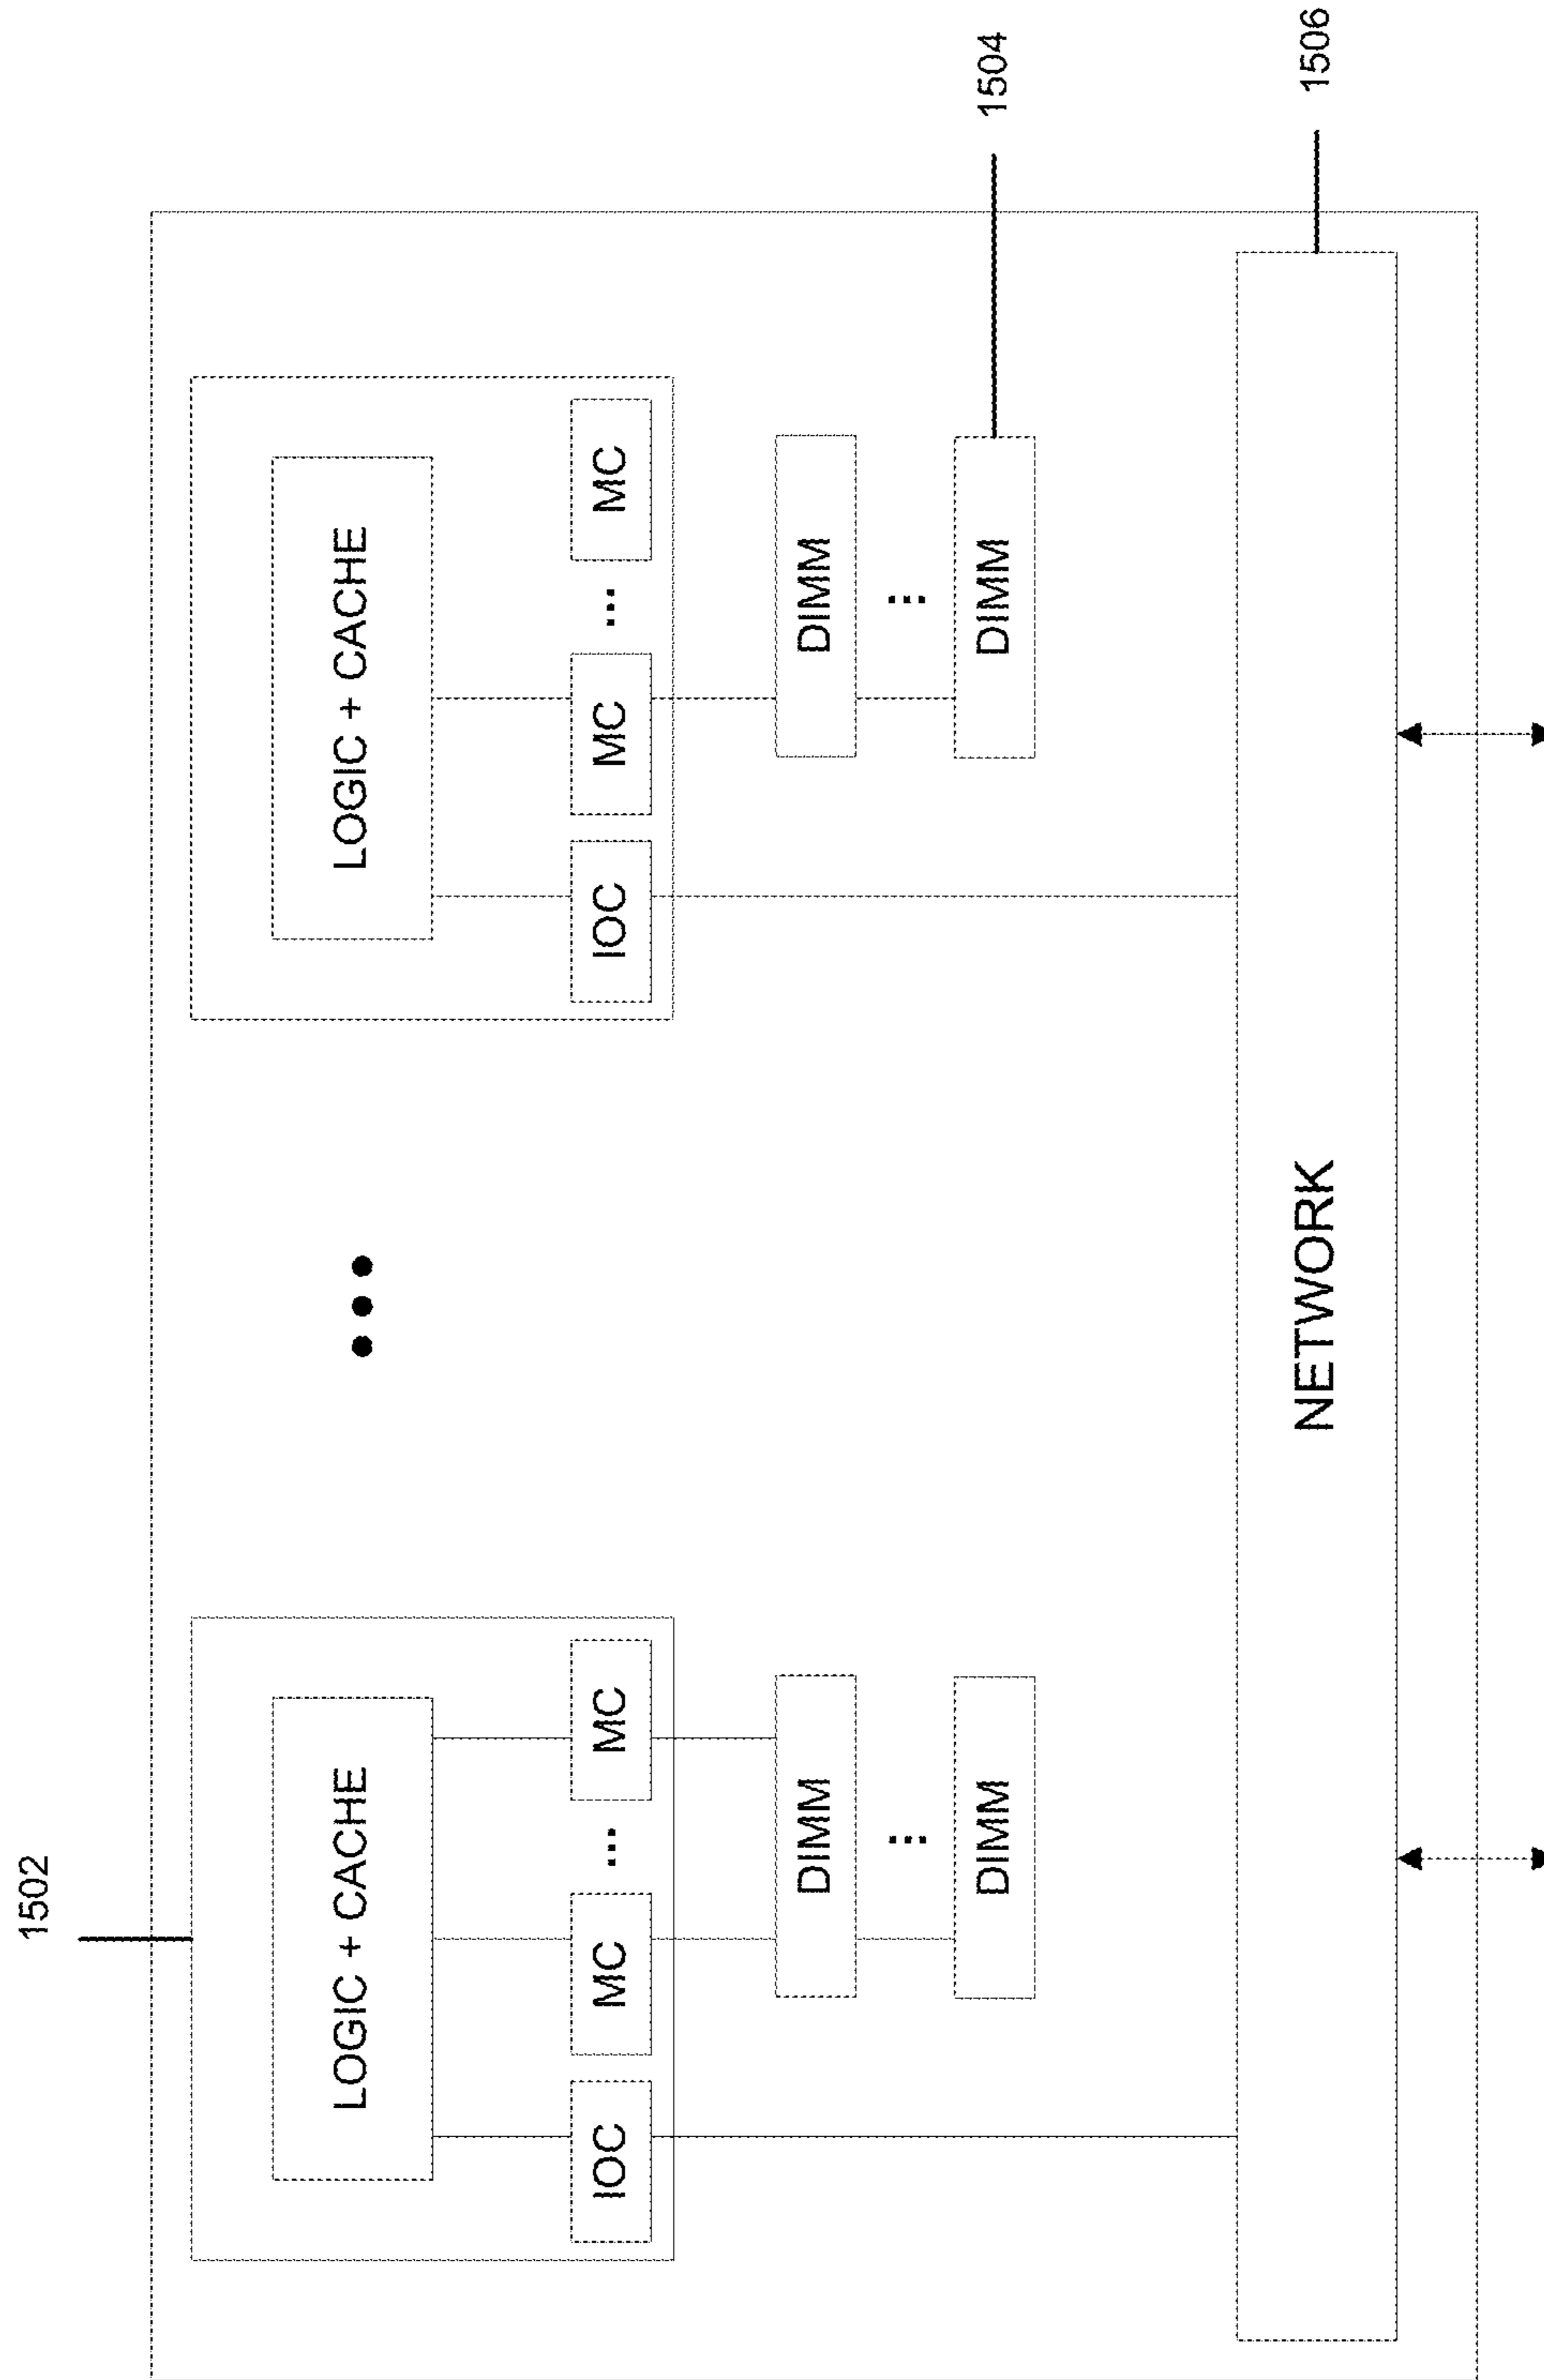 1502
LOGIC + CACHE
IOC
MC
...
MC
DIMM
...
DIMM
LOGIC + CACHE
IOC
MC
...
MC
DIMM
...
DIMM
1504
NETWORK
1506